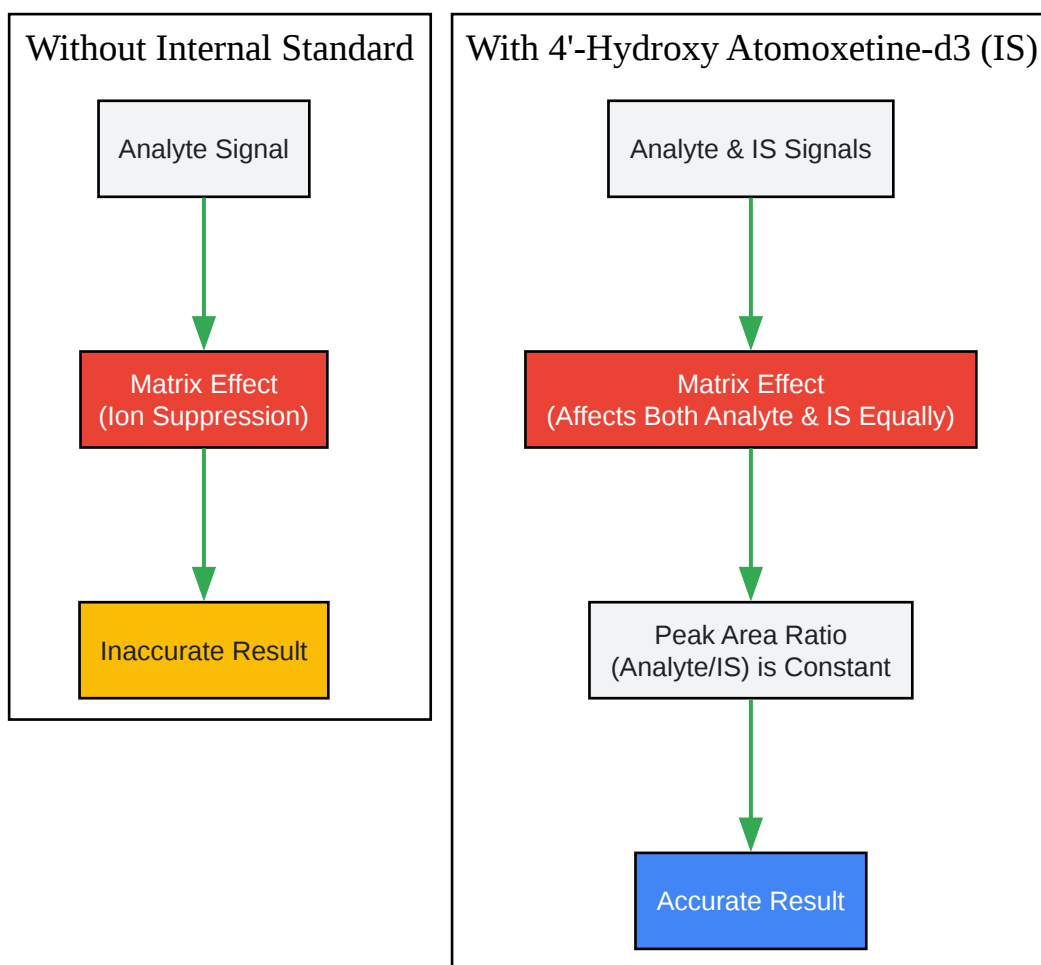 Without Internal Standard
Analyte Signal
Matrix Effect
(Ion Suppression)
Inaccurate Result
With 4'-Hydroxy Atomoxetine-d3 (IS)
Analyte & IS Signals
Matrix Effect
(Affects Both Analyte & IS Equally)
Peak Area Ratio
(Analyte/IS) is Constant
Accurate Result